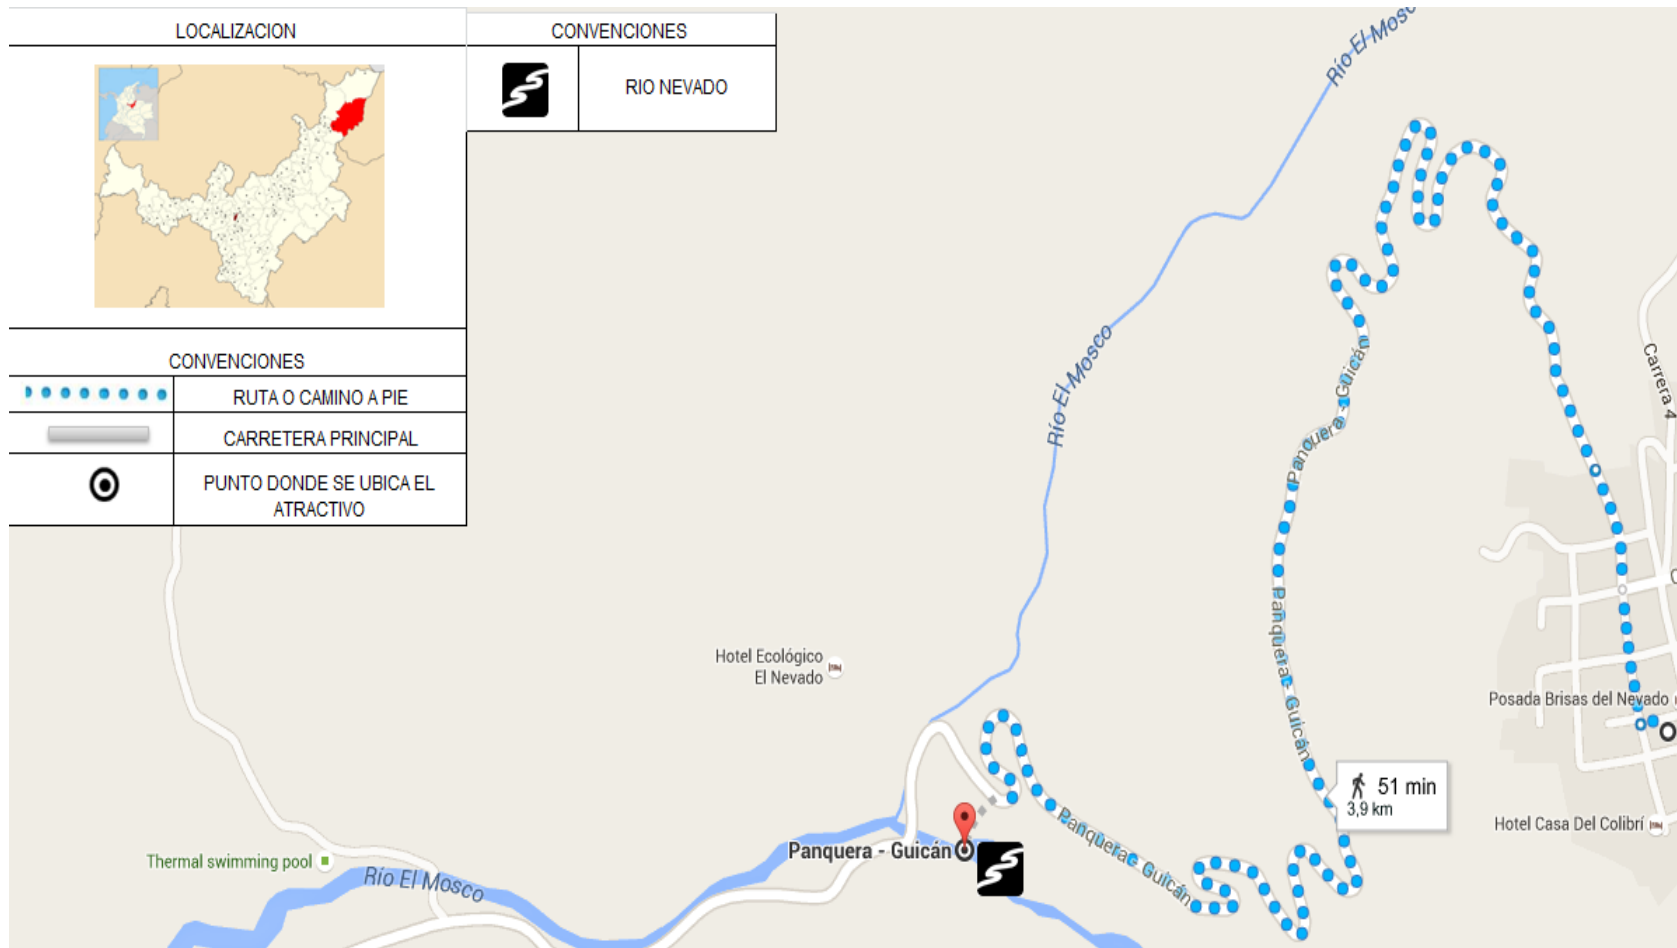 LOCALIZACION
CONVENCIONES
RIO NEVADO
CONVENCIONES
RUTA O CAMINO A PIE
CARRETERA PRINCIPAL
PUNTO DONDE SE UBICA EL
ATRACTIVO
Río El Mosc
Río El Mosco
Panquera - Guicán
Carrera 4
Panquera - Guicán
Hotel Ecológico
El Nevado
Posada Brisas del Nevado
51 min
3,9 km
Hotel Casa Del Colibrí
Panquera - Guicán
Panquera - Guicán
Thermal swimming pool
Río El Mosco